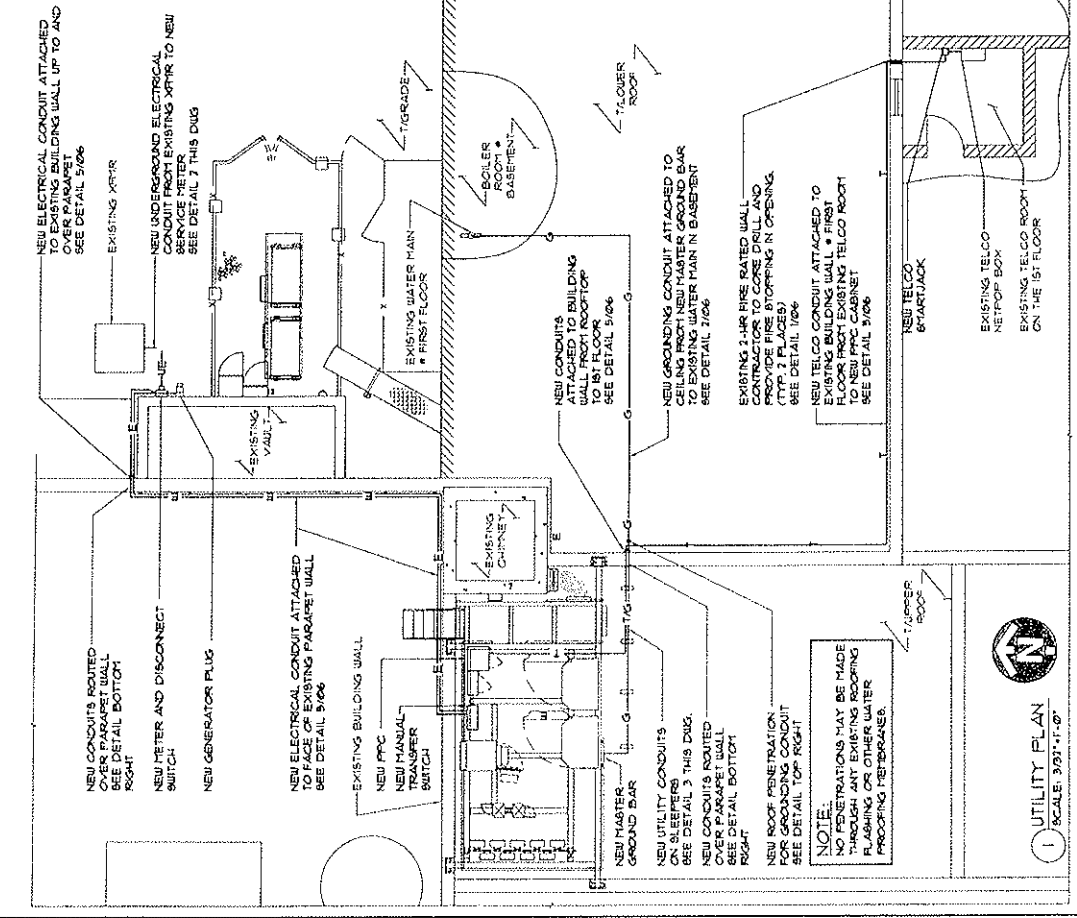 NEW ELECTRICAL CONDUIT ATTACHED
TO EXISTING BUILDING WALL UP TO AND
OVER PARAPET
SEE DETAIL 5/E06
EXISTING XFMR
NEW UNDERGROUND ELECTRICAL
CONDUIT FROM EXISTING XFMR TO NEW
SERVICE METER
SEE DETAIL 7 THIS DWG
T/GRADE
BOILER
ROOM @
BASEMENT
T/LOWER
ROOF
EXISTING
VAULT
EXISTING WATER MAIN
@ FIRST FLOOR
NEW CONDUITS
ATTACHED TO BUILDING
WALL FROM ROOFTOP
TO 1ST FLOOR
SEE DETAIL 5/E06
NEW GROUNDING CONDUIT ATTACHED TO
CEILING FROM NEW MASTER GROUND BAR
TO EXISTING WATER MAIN IN BASEMENT
SEE DETAIL 2/E06
EXISTING 2-HR FIRE RATED WALL -
CONTRACTOR TO CORE DRILL AND
PROVIDE FIRE STOPPING IN OPENING.
(TYP. 2 PLACES)
SEE DETAIL 1/E06
NEW TELCO CONDUIT ATTACHED TO
EXISTING BUILDING WALL @ FIRST
FLOOR FROM EXISTING TELCO ROOM
TO NEW PPC CABINET
SEE DETAIL 5/E06
NEW TELCO
SMARTJACK
EXISTING TELCO
NETPOP BOX
EXISTING TELCO ROOM
ON THE 1ST FLOOR
NEW CONDUITS ROUTED
OVER PARAPET WALL
SEE DETAIL BOTTOM
RIGHT
NEW METER AND DISCONNECT
SWITCH
NEW GENERATOR PLUG
NEW ELECTRICAL CONDUIT ATTACHED
TO FACE OF EXISTING PARAPET WALL
SEE DETAIL 5/E06
EXISTING BUILDING WALL
NEW PPC
NEW MANUAL
TRANSFER
SWITCH
EXISTING
CHIMNEY
NEW MASTER
GROUND BAR
NEW UTILITY CONDUITS
ON SLEEPERS
SEE DETAIL 3 THIS DWG.
NEW CONDUITS ROUTED
OVER PARAPET WALL
SEE DETAIL BOTTOM
RIGHT
NEW ROOF PENETRATION
FOR GROUNDING CONDUIT
SEE DETAIL TOP RIGHT
T/UPPER
ROOF
NOTE:
NO PENETRATIONS MAY BE MADE
THROUGH ANY EXISTING ROOFING
FLASHING OR OTHER WATER
PROOFING MEMBRANES.
N
1 UTILITY PLAN
SCALE: 3/32"=1'-0"